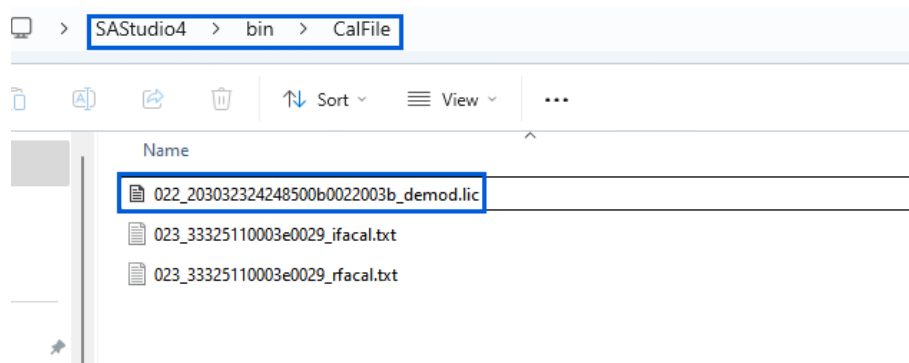 > SAStudio4 > bin > CalFile
Sort View ...
Name
022_203032324248500b0022003b_demod.lic
023_33325110003e0029_ifacal.txt
023_33325110003e0029_rfacal.txt